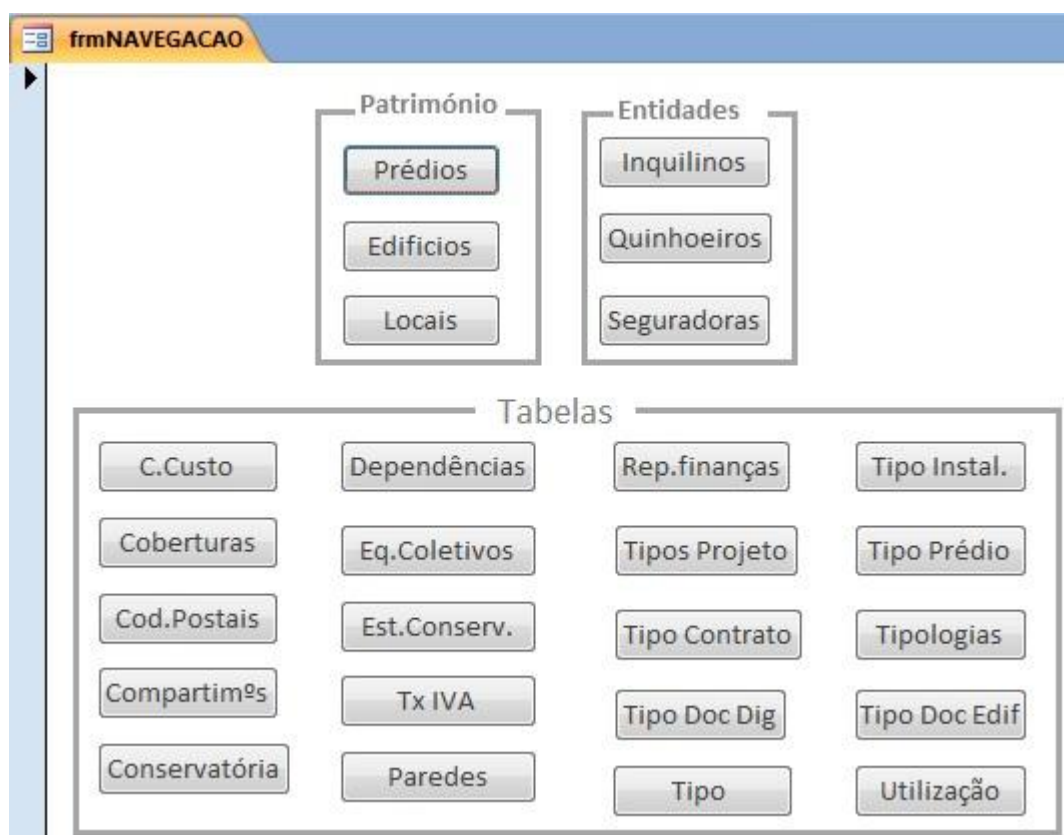 frmNAVEGACAO
Património
Prédios
Edificios
Locais
Entidades
Inquilinos
Quinhoeiros
Seguradoras
Tabelas
C.Custo
Coberturas
Cod.Postais
Compartimºs
Conservatória
Dependências
Eq.Coletivos
Est.Conserv.
Tx IVA
Paredes
Rep.finanças
Tipos Projeto
Tipo Contrato
Tipo Doc Dig
Tipo
Tipo Instal.
Tipo Prédio
Tipologias
Tipo Doc Edif
Utilização